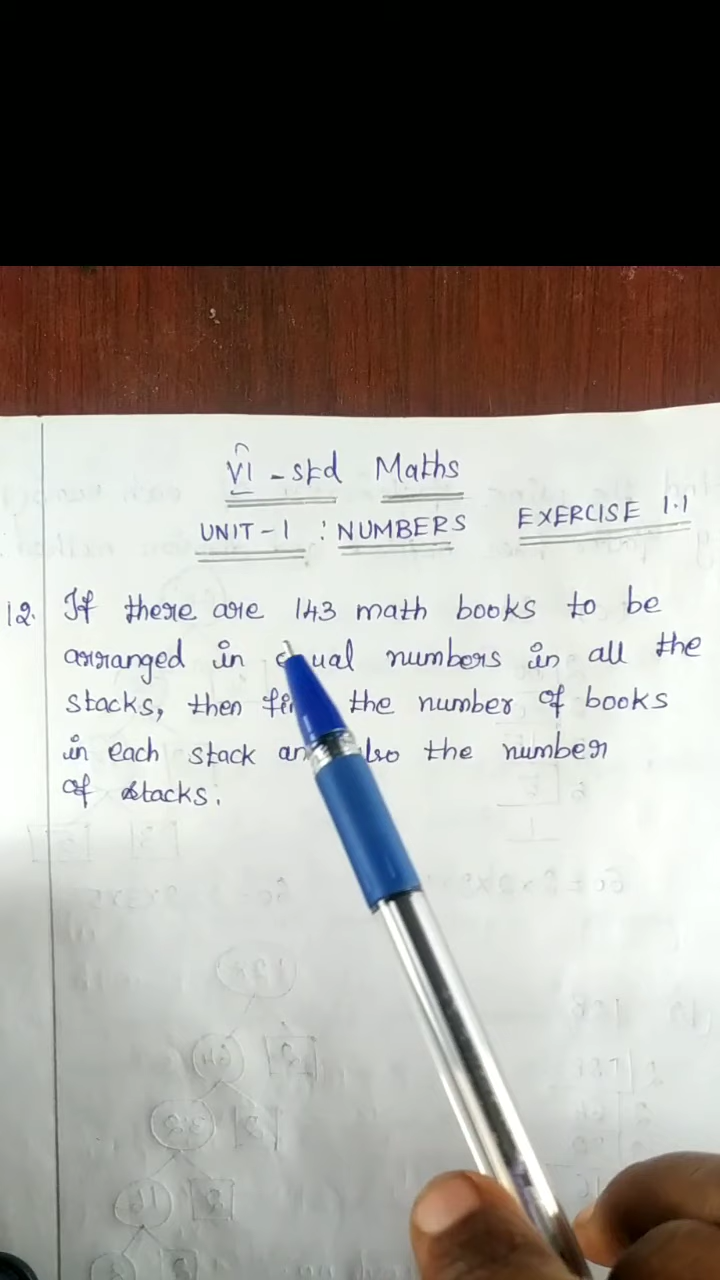 VI - std Maths
UNIT-1 : NUMBERS EXERCISE 1.1
12. If there are 143 math books to be
arranged in numbers in all the
stacks, then the number of books
in each stack the number
of stacks.